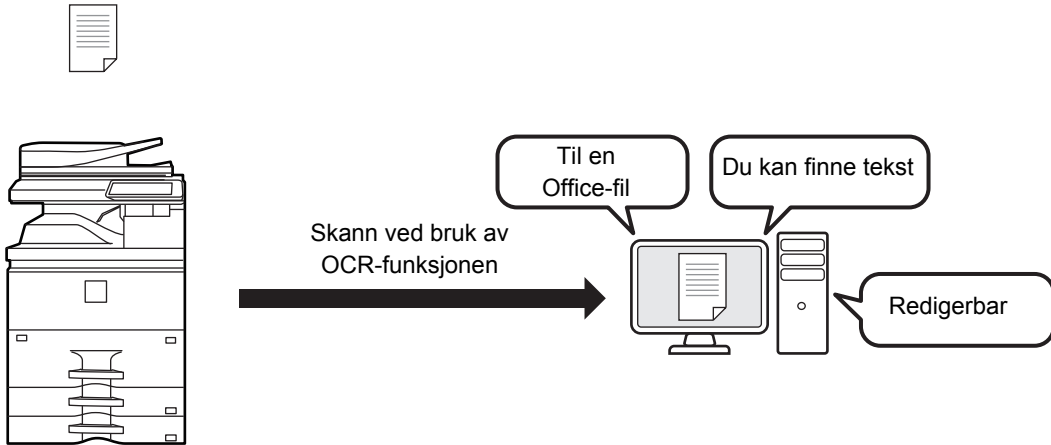 Til en
Office-fil
Du kan finne tekst
Skann ved bruk av
OCR-funksjonen
Redigerbar